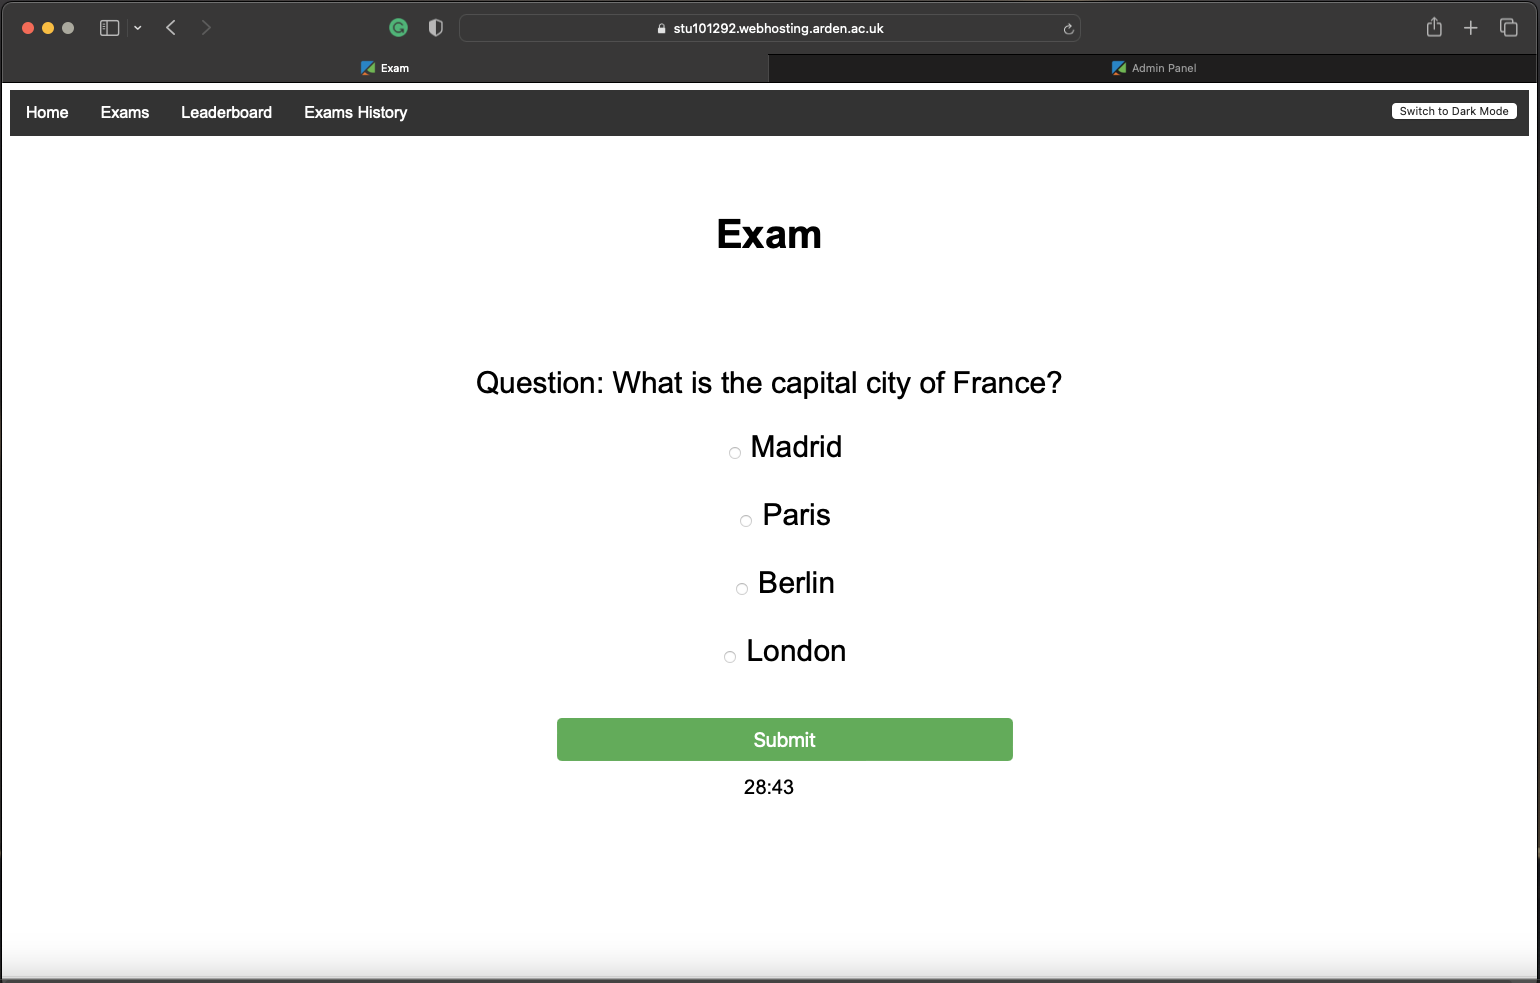 stu101292.webhosting.arden.ac.uk
Exam
Admin Panel
Home Exams Leaderboard Exams History Switch to Dark Mode
Exam
Question: What is the capital city of France?
Madrid
Paris
Berlin
London
Submit
28:43